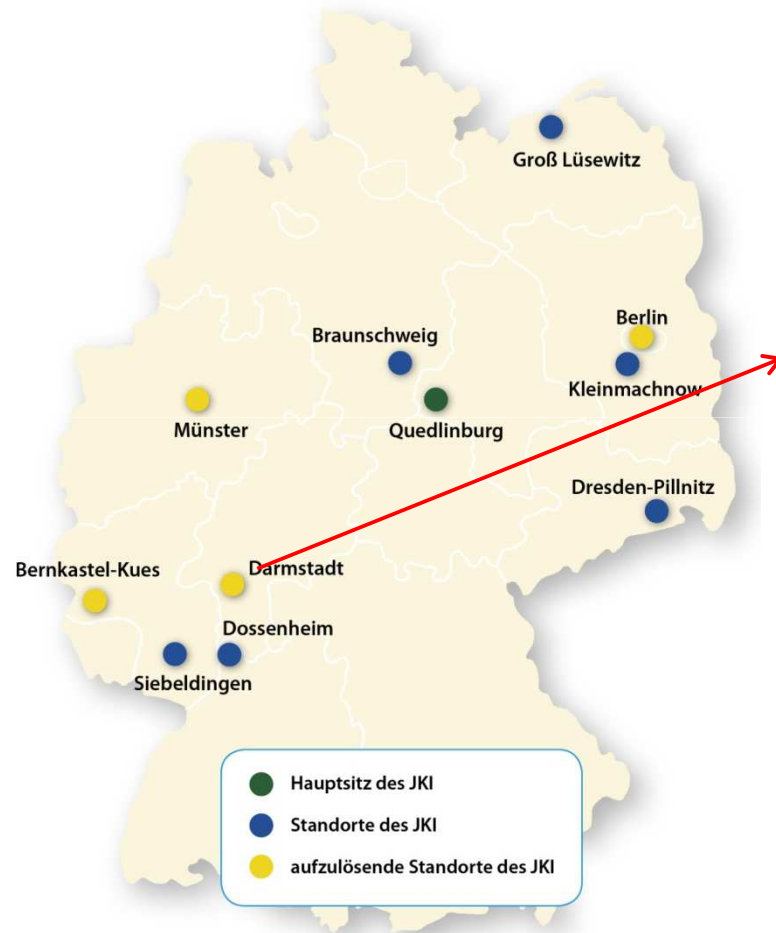 Groß Lüsewitz
Berlin
Braunschweig
Kleinmachnow
Münster
Quedlinburg
Dresden-Pillnitz
Bernkastel-Kues
Darmstadt
Dossenheim
Siebeldingen
Hauptsitz des JKI
Standorte des JKI
aufzulösende Standorte des JKI